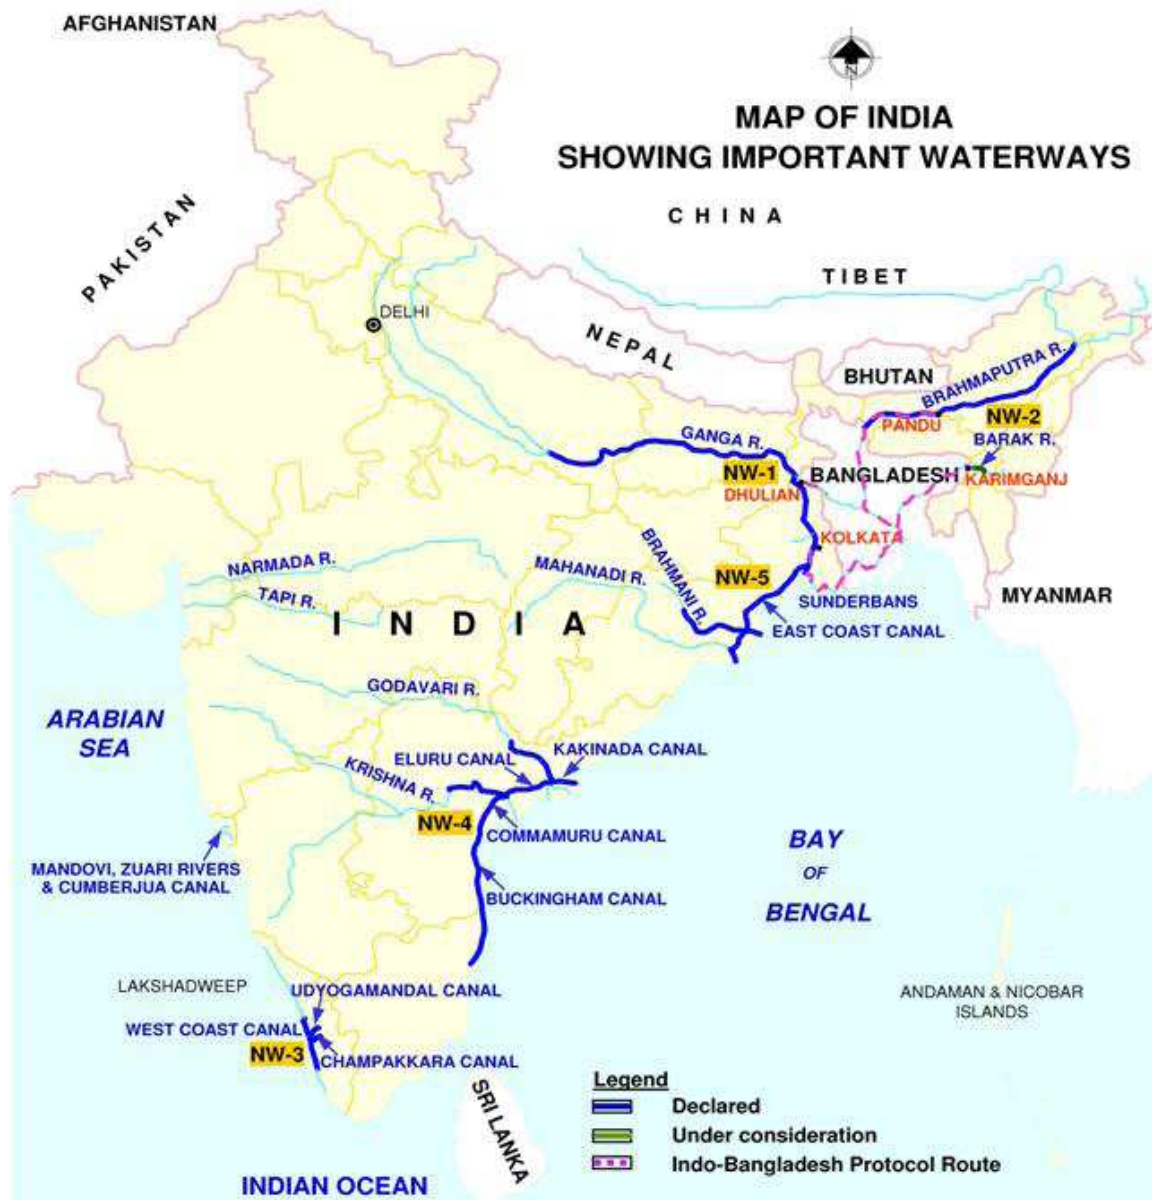 AFGHANISTAN
N
MAP OF INDIA
SHOWING IMPORTANT WATERWAYS
CHINA
PAKISTAN
TIBET
DELHI
NEPAL
BHUTAN
BRAHMAPUTRA R.
PANDU
NW-2
GANGA R.
BARAK R.
NW-1
BANGLADESH
KARIMGANJ
DHULIAN
KOLKATA
NARMADA R.
MAHANADI R.
BRAHMANI R.
NW-5
TAPI R.
SUNDERBANS
MYANMAR
INDIA
EAST COAST CANAL
GODAVARI R.
ARABIAN
SEA
ELURU CANAL
KAKINADA CANAL
KRISHNA R.
NW-4
COMMAMURU CANAL
BAY
OF
BENGAL
MANDOVI, ZUARI RIVERS
& CUMBERJUA CANAL
BUCKINGHAM CANAL
LAKSHADWEEP
UDYOGAMANDAL CANAL
ANDAMAN & NICOBAR
ISLANDS
WEST COAST CANAL
NW-3
CHAMPAKKARA CANAL
SRI LANKA
Legend
Declared
Under consideration
Indo-Bangladesh Protocol Route
INDIAN OCEAN